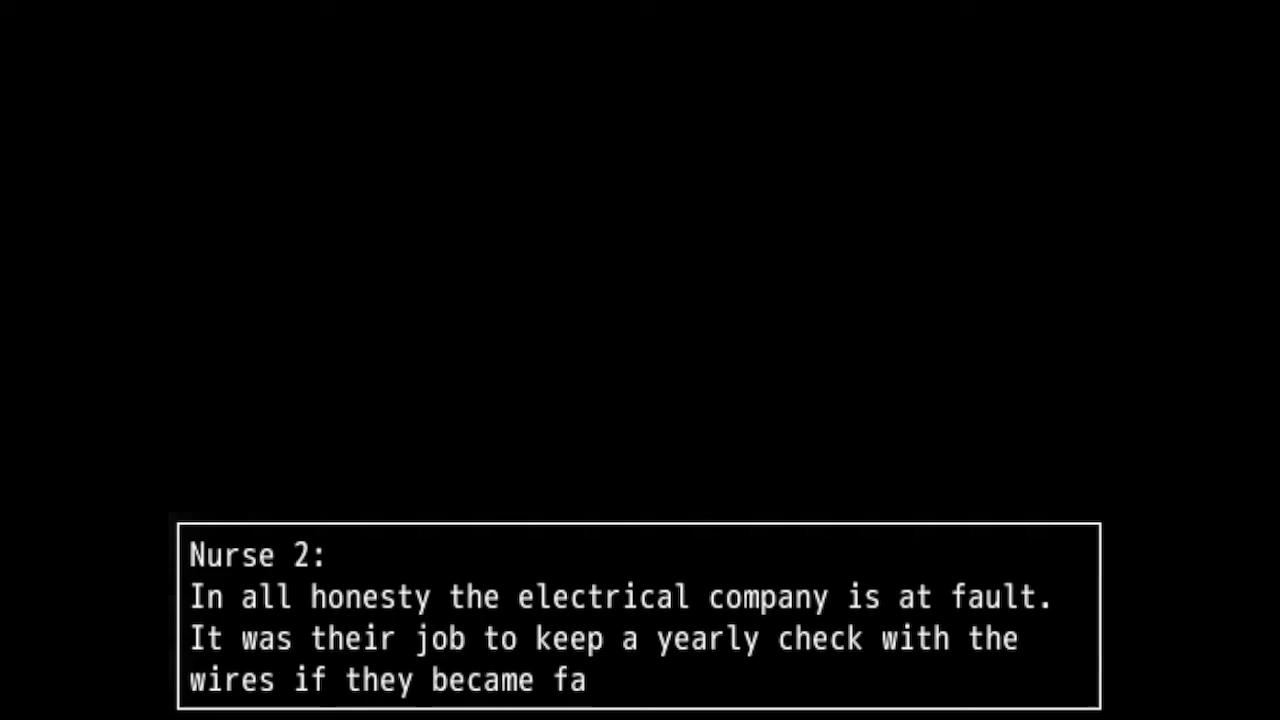 Nurse 2:
In all honesty the electrical company is at fault.
It was their job to keep a yearly check with the
wires if they became fa